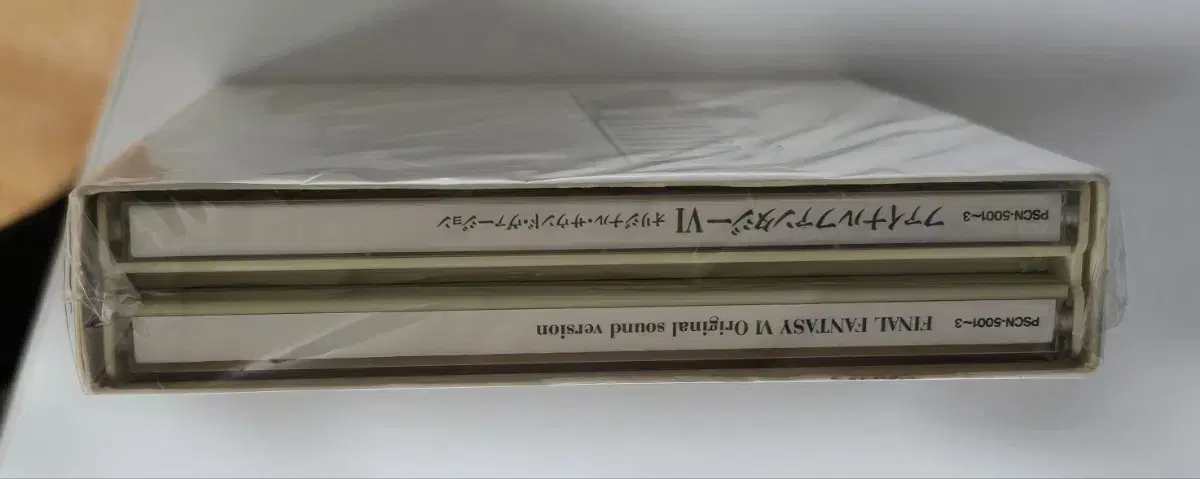 PSCN-5001~3 FINAL FANTASY VI Original sound version
PSCN-5001~3 ファイナルファンタジーVI オリジナル・サウンド・ヴァージョン